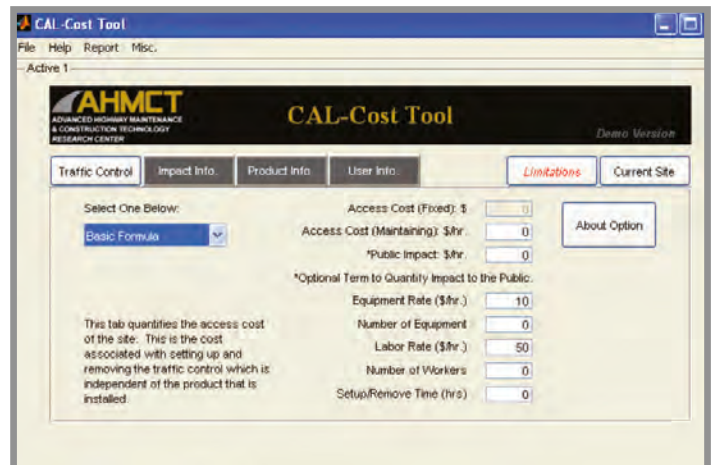 CAL-Cost Tool
File Help Report Misc.
Active 1
AHMCT
ADVANCED HIGHWAY MAINTENANCE
& CONSTRUCTION TECHNOLOGY
RESEARCH CENTER
CAL-Cost Tool
Demo Version
Traffic Control Impact Info. Product Info. User Info. Limitations Current Site
Select One Below:
Basic Formula
Access Cost (Fixed): $ 0
Access Cost (Maintaining): $/hr. 0
*Public Impact: $/hr. 0
*Optional Term to Quantify Impact to the Public.
Equipment Rate ($/hr.) 10
Number of Equipment 0
Labor Rate ($/hr.) 50
Number of Workers 0
Setup/Remove Time (hrs) 0
About Option
This tab quantifies the access cost
of the site. This is the cost
associated with setting up and
removing the traffic control which is
independent of the product that is
installed.